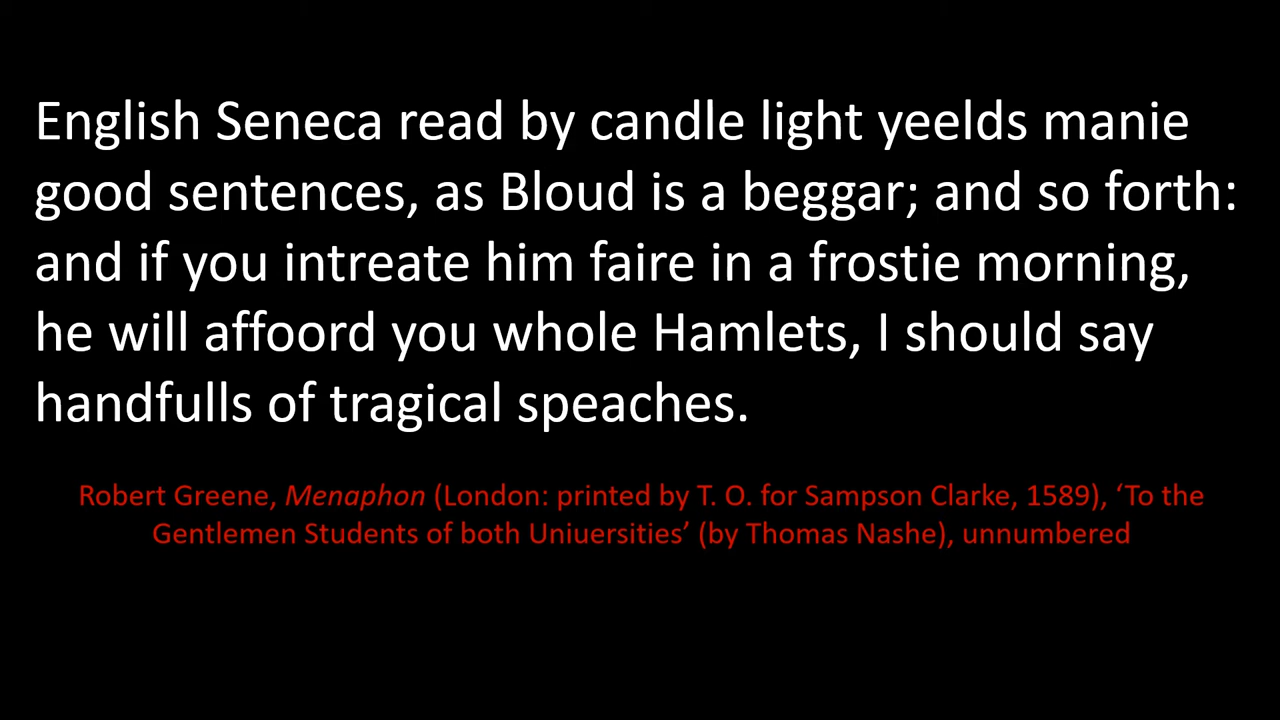 English Seneca read by candle light yeelds manie
good sentences, as Bloud is a beggar; and so forth:
and if you intreate him faire in a frostie morning,
he will affoord you whole Hamlets, I should say
handfulls of tragical speaches.
Robert Greene, Menaphon (London: printed by T. O. for Sampson Clarke, 1589), ‘To the
Gentlemen Students of both Uniuersities’ (by Thomas Nashe), unnumbered